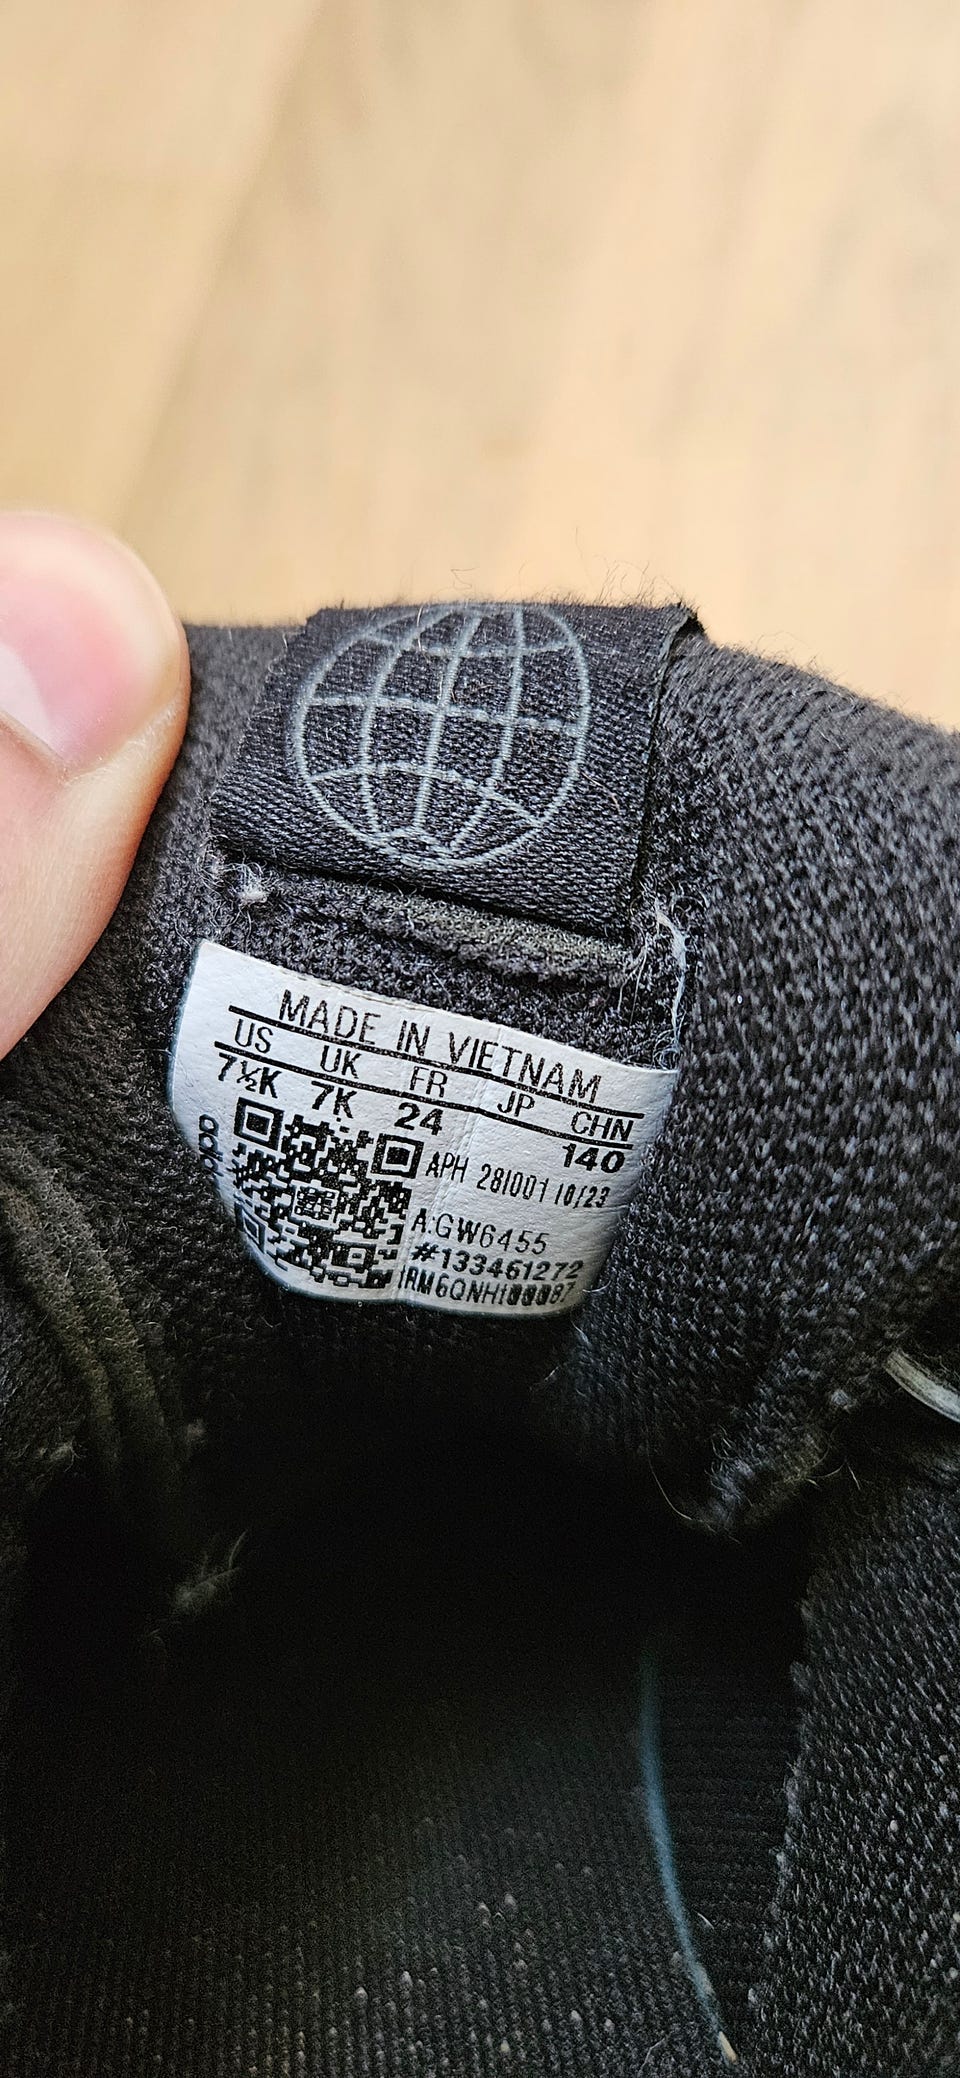 MADE IN VIETNAM
US UK FR JP CHN
7½K 7K 24 140
APH 281001 10/23
A:GW6455
#133461272